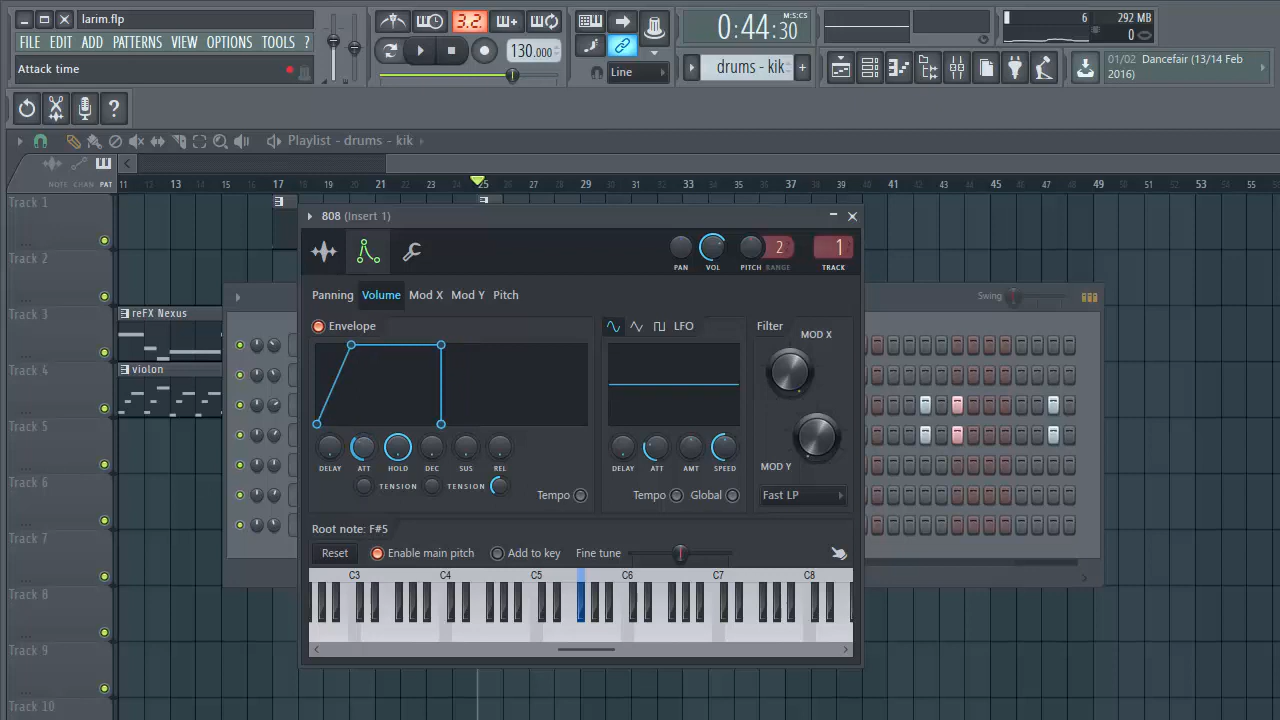 larim.flp
FILE EDIT ADD PATTERNS VIEW OPTIONS TOOLS ?
Attack time
3.2
130.000
Line
0:44:30
M:S:CS
drums - kik
6
292 MB
0
01/02 Dancefair (13/14 Feb
2016)
?
Playlist - drums - kik
NOTE CHAN PAT
11 13 15 17 19 21 23 25 27 29 31 33 35 37 39 40 41 43 45 46 47 48 49 51 52 53 54 55
Track 1
Track 2
Track 3
Track 4
Track 5
Track 6
Track 7
Track 8
Track 9
Track 10
reFX Nexus
violon
808 (Insert 1)
2
1
PAN VOL PITCH RANGE TRACK
Panning Volume Mod X Mod Y Pitch
Envelope
LFO
Filter
MOD X
MOD Y
DELAY ATT HOLD DEC SUS REL
TENSION TENSION
Tempo
DELAY ATT AMT SPEED
Tempo Global
Fast LP
Root note: F#5
Reset Enable main pitch Add to key Fine tune
C3 C4 C5 C6 C7 C8
Swing